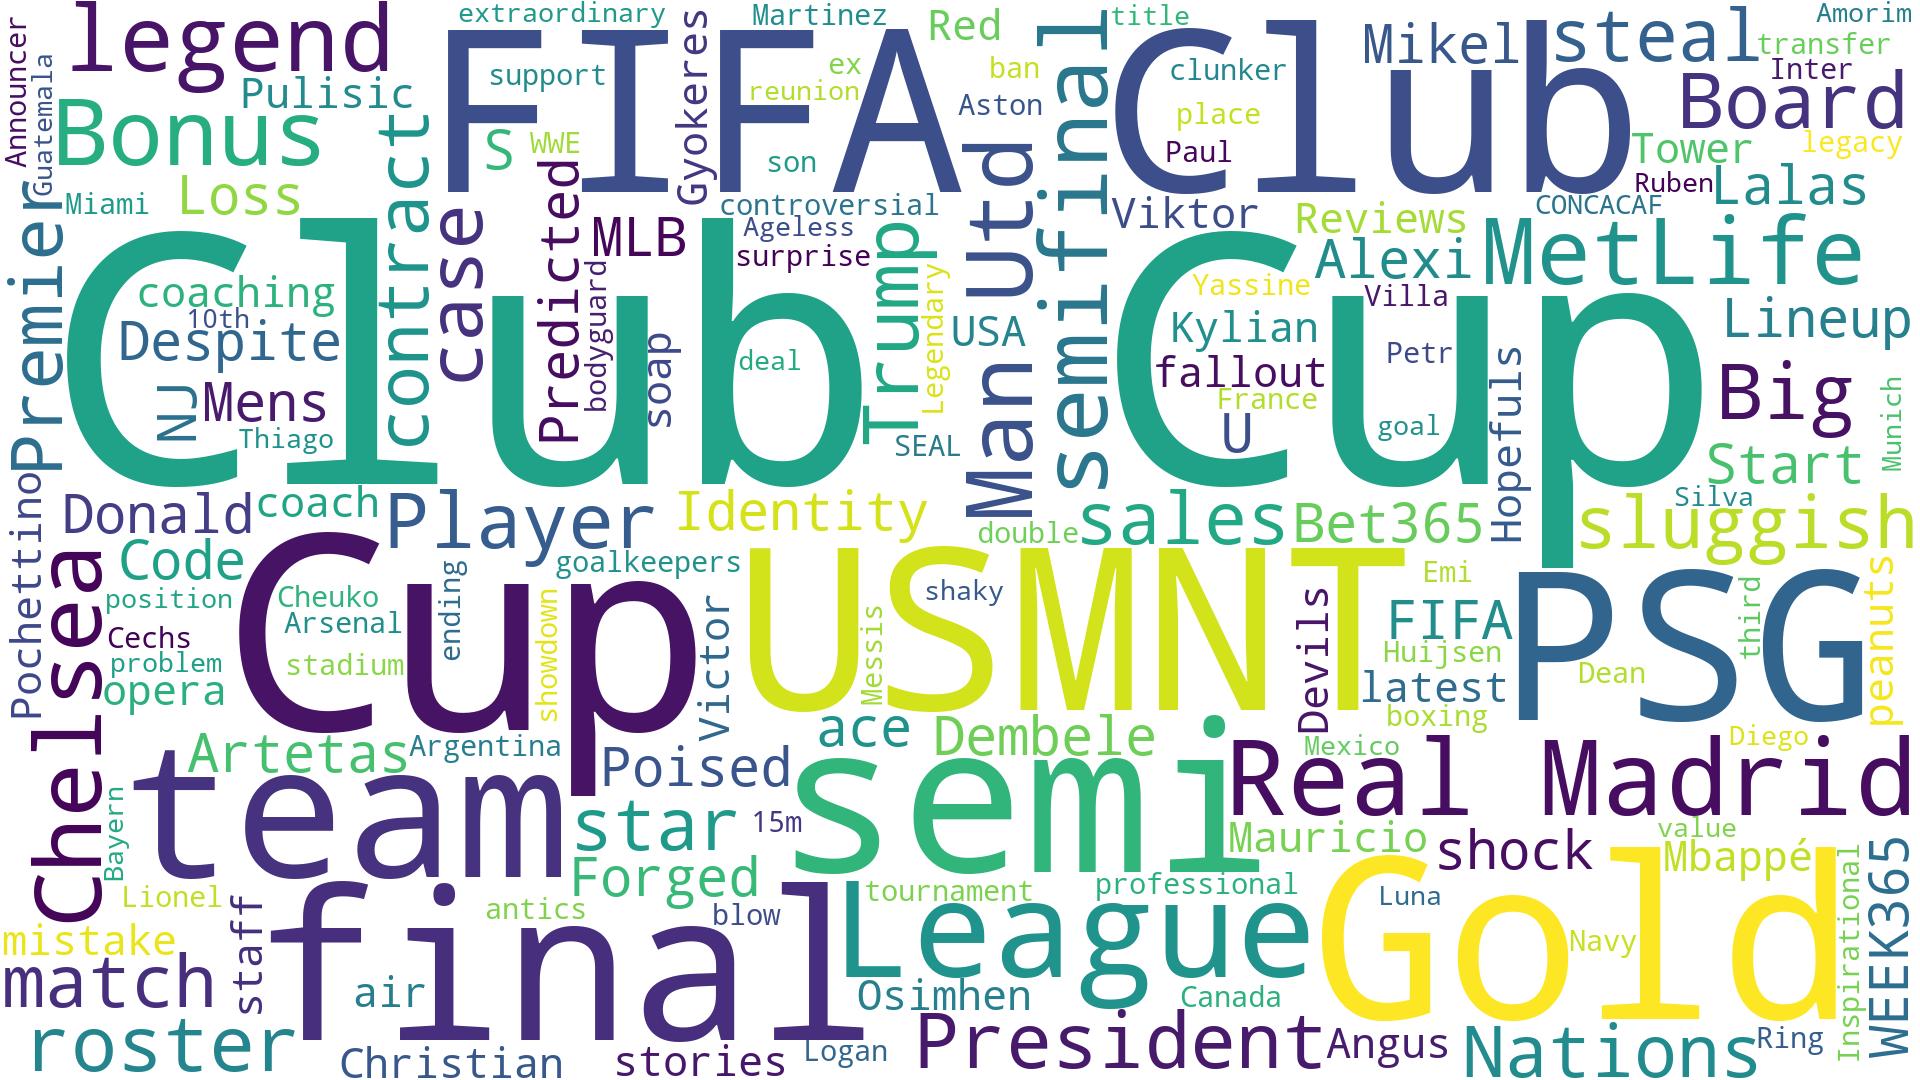 extraordinary
Martinez
Red
title
Amorim
legend
FIFA Club
Mikel
steal
transfer
Announcer
Guatemala
support
ex
ban
clunker
Inter
Pulisic
reunion
Aston
Board
Bonus
contract
S
WWE
Gyokeres
son
semifinal
place
Paul
Tower
legacy
Loss
Miami
Predicted
controversial
Man Utd
Viktor
Reviews
Ruben
CONCACAF
Lalas
Premier
case
MLB
Ageless
surprise
Trump
Legendary
Alexi
MetLife
Club Cup
coaching
10th
Despite
bodyguard
soap
deal
USA
Yassine
Villa
Kylian
Petr
Lineup
NJ
Mens
Thiago
SEAL
fallout
France
U
goal
Hopefuls
Big
Munich
Start
Pochettino
Donald
coach
Player
Identity
double
sales
Bet365
Silva
sluggish
Chelsea
Code
Cup
goalkeepers
USMNT
shaky
Emi
PSG
position
Cheuko
Arsenal
ending
showdown
Victor
Messis
Devils
FIFA
third
peanuts
Cechs
problem
stadium
Huijsen
Dean
opera
latest
boxing
Artetas
Argentina
ace
Dembele
Mexico
Diego
team
Poised
semi
Real Madrid
Bayern
star
15m
Mauricio
shock
value
Mbappé
Forged
Lionel
antics
blow
tournament
professional
Luna
Gold
Inspirational
WEEK365
mistake
staff
final
League
Navy
match
air
Osimhen
Canada
roster
Christian
stories
Logan
President
Angus
Nations
Ring